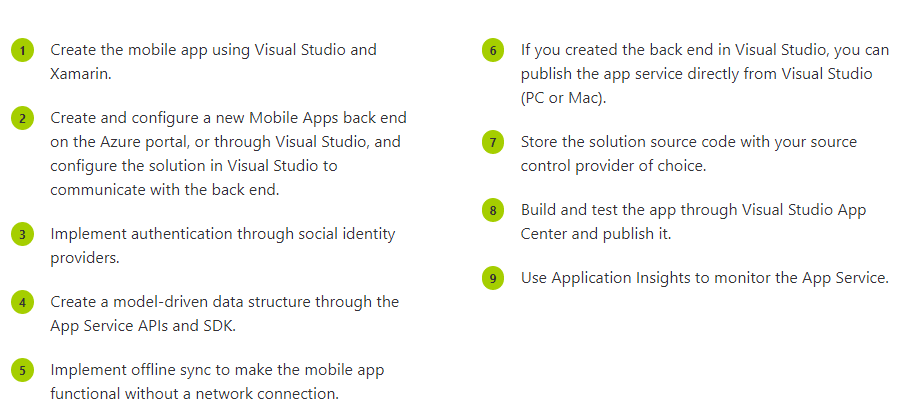 1 Create the mobile app using Visual Studio and
Xamarin.
2 Create and configure a new Mobile Apps back end
on the Azure portal, or through Visual Studio, and
configure the solution in Visual Studio to
communicate with the back end.
3 Implement authentication through social identity
providers.
4 Create a model-driven data structure through the
App Service APIs and SDK.
5 Implement offline sync to make the mobile app
functional without a network connection.
6 If you created the back end in Visual Studio, you can
publish the app service directly from Visual Studio
(PC or Mac).
7 Store the solution source code with your source
control provider of choice.
8 Build and test the app through Visual Studio App
Center and publish it.
9 Use Application Insights to monitor the App Service.